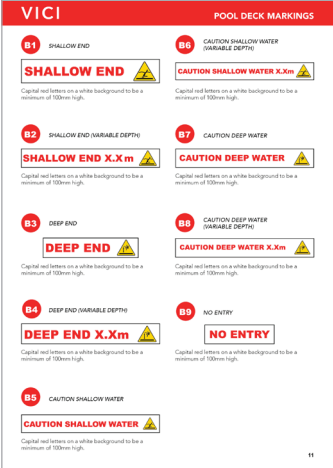 VICI
POOL DECK MARKINGS
B1 SHALLOW END
SHALLOW END
Capital red letters on a white background to be a
minimum of 100mm high.
B2 SHALLOW END (VARIABLE DEPTH)
SHALLOW END X.Xm
Capital red letters on a white background to be a
minimum of 100mm high.
B3 DEEP END
DEEP END
Capital red letters on a white background to be a
minimum of 100mm high.
B4 DEEP END (VARIABLE DEPTH)
DEEP END X.Xm
Capital red letters on a white background to be a
minimum of 100mm high.
B5 CAUTION SHALLOW WATER
CAUTION SHALLOW WATER
Capital red letters on a white background to be a
minimum of 100mm high.
B6 CAUTION SHALLOW WATER
(VARIABLE DEPTH)
CAUTION SHALLOW WATER X.Xm
Capital red letters on a white background to be a
minimum of 100mm high.
B7 CAUTION DEEP WATER
CAUTION DEEP WATER
Capital red letters on a white background to be a
minimum of 100mm high.
B8 CAUTION DEEP WATER
(VARIABLE DEPTH)
CAUTION DEEP WATER X.Xm
Capital red letters on a white background to be a
minimum of 100mm high.
B9 NO ENTRY
NO ENTRY
Capital red letters on a white background to be a
minimum of 100mm high.
11